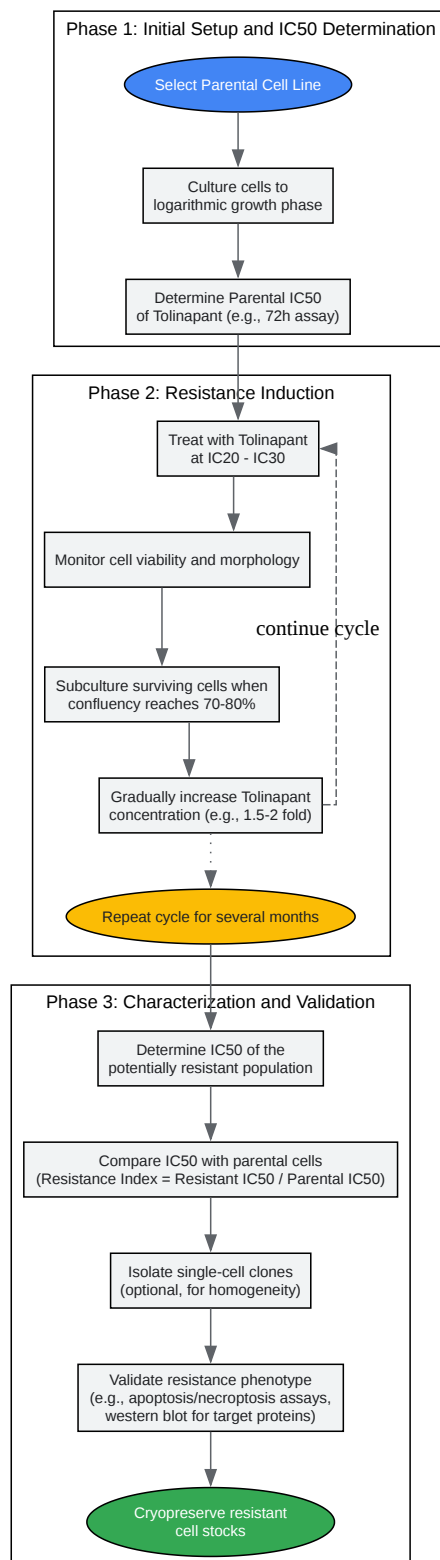 Phase 1: Initial Setup and IC50 Determination
Select Parental Cell Line
Culture cells to
logarithmic growth phase
Determine Parental IC50
of Tolinapant (e.g., 72h assay)
Phase 2: Resistance Induction
Treat with Tolinapant
at IC20 - IC30
Monitor cell viability and morphology
continue cycle
Subculture surviving cells when
confluency reaches 70-80%
Gradually increase Tolinapant
concentration (e.g., 1.5-2 fold)
Repeat cycle for several months
Phase 3: Characterization and Validation
Determine IC50 of the
potentially resistant population
Compare IC50 with parental cells
(Resistance Index = Resistant IC50 / Parental IC50)
Isolate single-cell clones
(optional, for homogeneity)
Validate resistance phenotype
(e.g., apoptosis/necroptosis assays,
western blot for target proteins)
Cryopreserve resistant
cell stocks